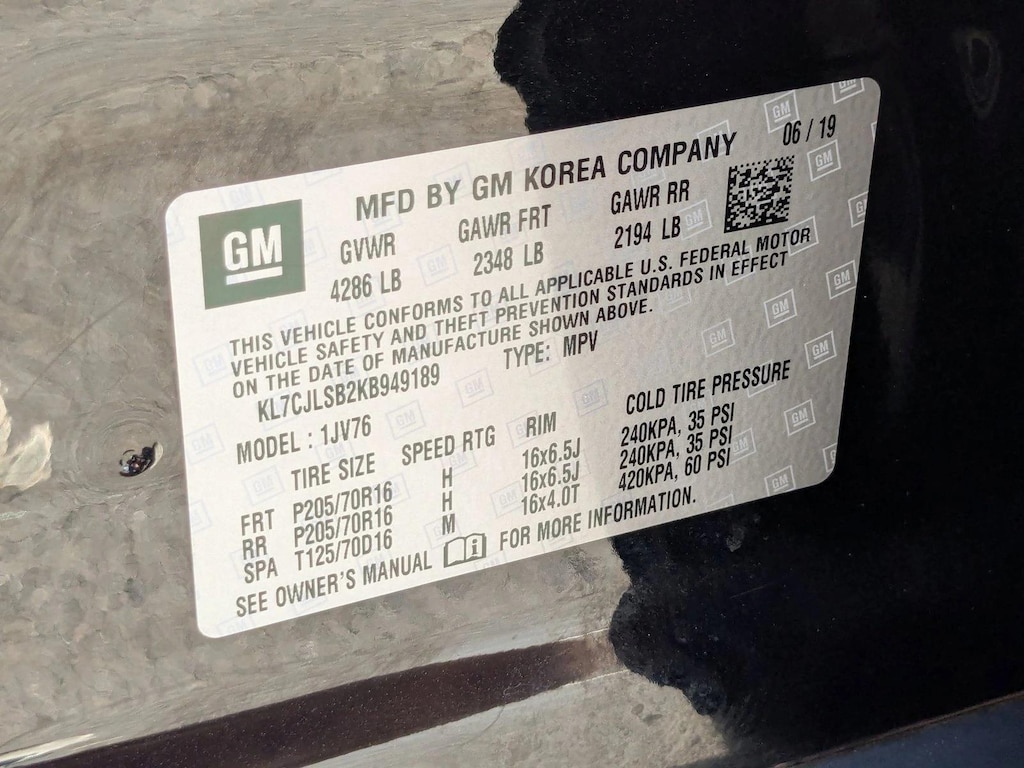 MFD BY GM KOREA COMPANY 06 / 19
GM
GVWR GAWR FRT GAWR RR
4286 LB 2348 LB 2194 LB
THIS VEHICLE CONFORMS TO ALL APPLICABLE U.S. FEDERAL MOTOR
VEHICLE SAFETY AND THEFT PREVENTION STANDARDS IN EFFECT
ON THE DATE OF MANUFACTURE SHOWN ABOVE.
KL7CJLSB2KB949189 TYPE: MPV
MODEL : 1JV76
TIRE SIZE SPEED RTG RIM COLD TIRE PRESSURE
FRT P205/70R16 H 16x6.5J 240KPA, 35 PSI
RR P205/70R16 H 16x6.5J 240KPA, 35 PSI
SPA T125/70D16 M 16x4.0T 420KPA, 60 PSI
SEE OWNER'S MANUAL FOR MORE INFORMATION.